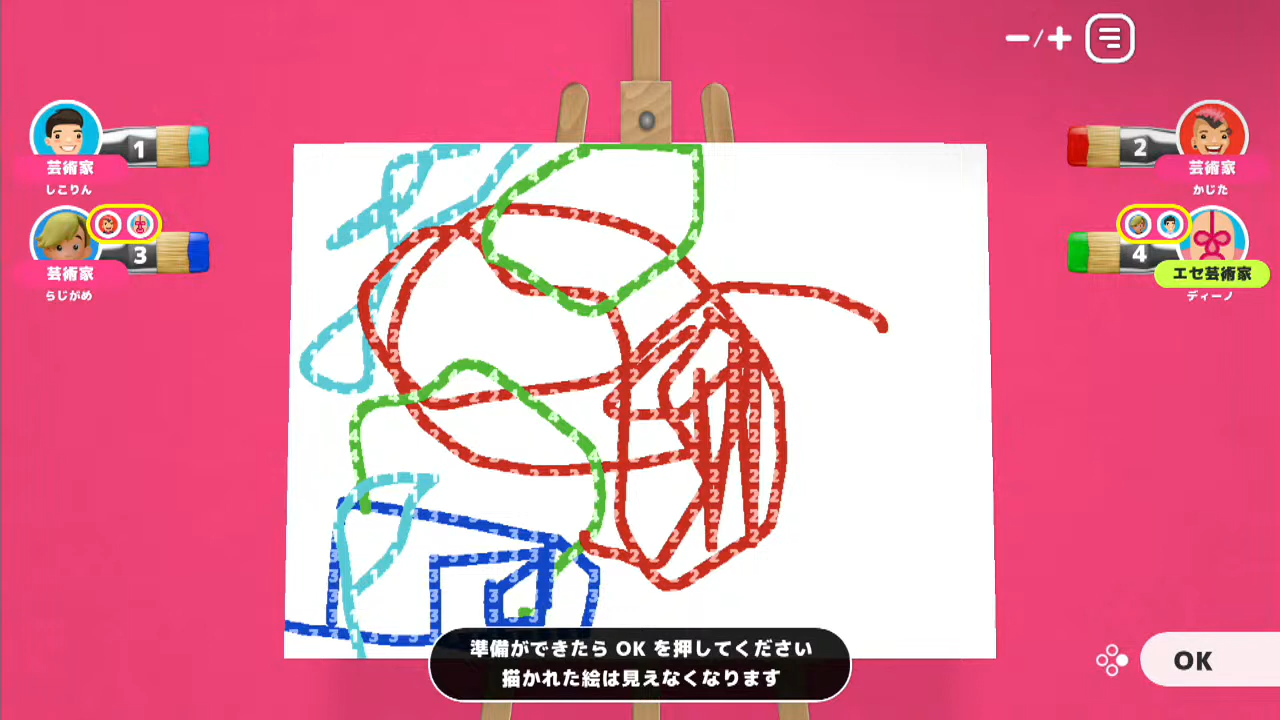 −/+
1
芸術家
しこりん
2
芸術家
かじた
3
芸術家
らじがめ
4
エセ芸術家
ディーノ
準備ができたら OK を押してください
描かれた絵は見えなくなります
OK